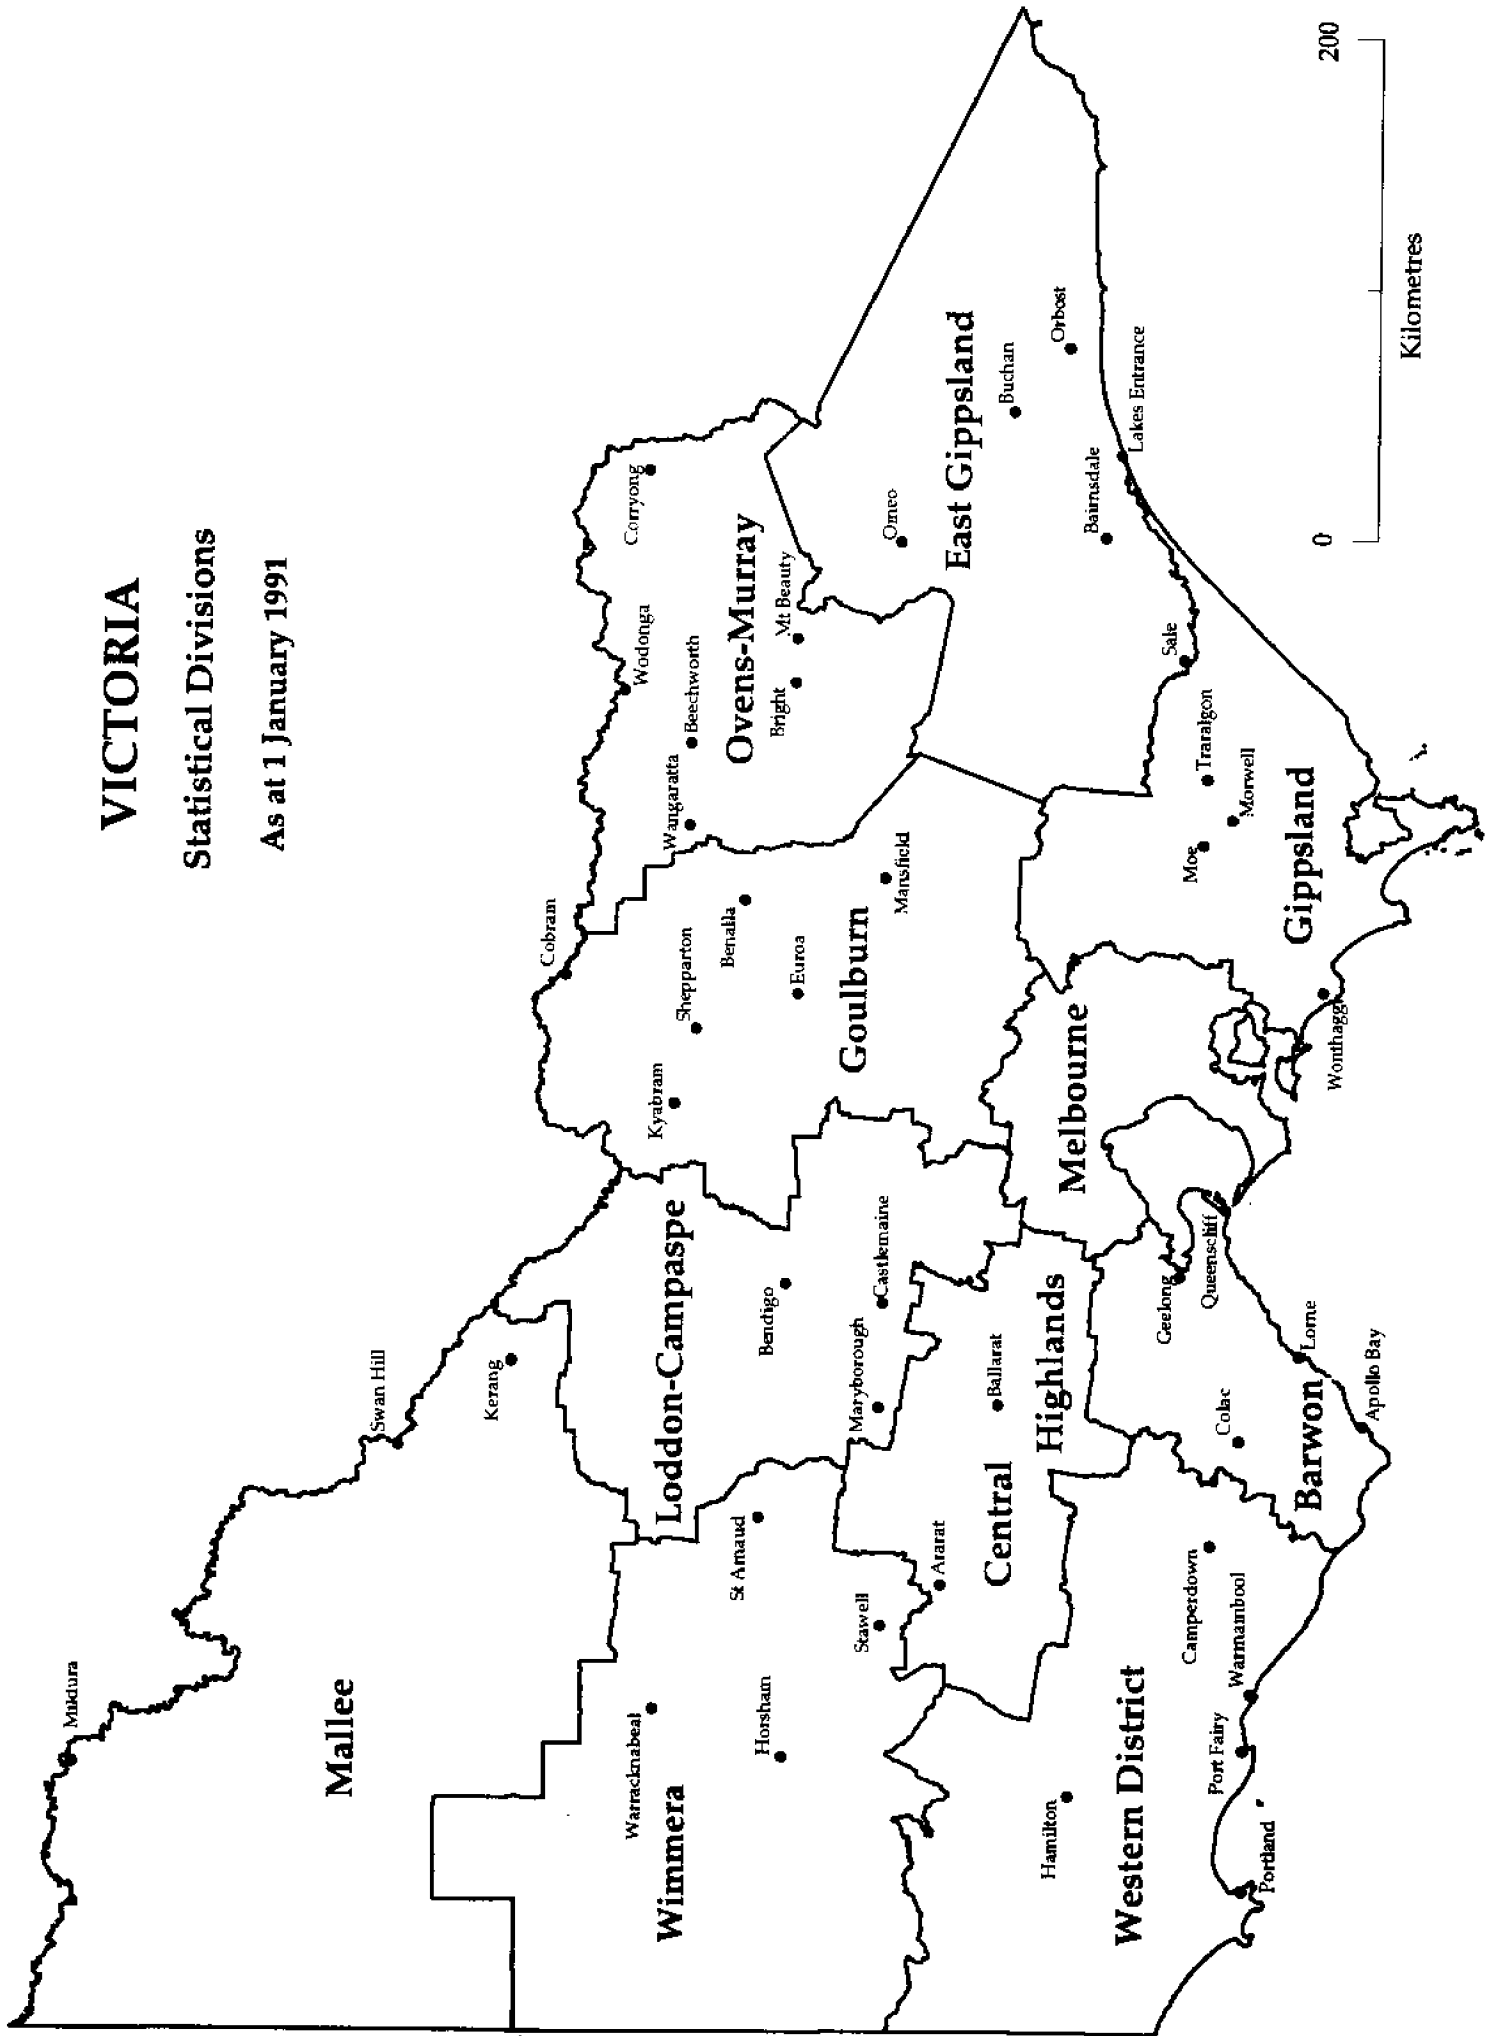 VICTORIA
Statistical Divisions
As at 1 January 1991
Mildura
Mallee
Swan Hill
Kerang
Cobram
Wodonga
Corryong
Warracknabeal
Wimmera
Horsham
St Arnaud
Stawell
Loddon-Campaspe
Bendigo
Castlemaine
Maryborough
Kyabram
Shepparton
Benalla
Euroa
Goulburn
Mansfield
Wangaratta
Beechworth
Ovens-Murray
Bright
Mt Beauty
Omeo
East Gippsland
Buchan
Orbost
Bairnsdale
Lakes Entrance
Ararat
Central
Highlands
Ballarat
Melbourne
Hamilton
Western District
Camperdown
Warrnambool
Port Fairy
Portland
Colac
Barwon
Geelong
Queenscliff
Lorne
Apollo Bay
Sale
Traralgon
Morwell
Moe
Gippsland
Wonthaggi
0
200
Kilometres